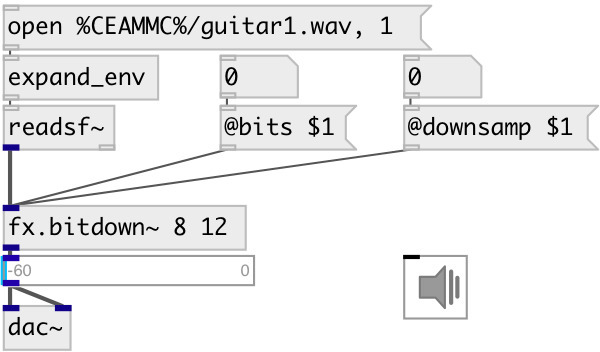 open %CEAMMC%/guitar1.wav, 1
expand_env
0
0
readsf~
@bits $1
@downsamp $1
fx.bitdown~ 8 12
-60 0
dac~